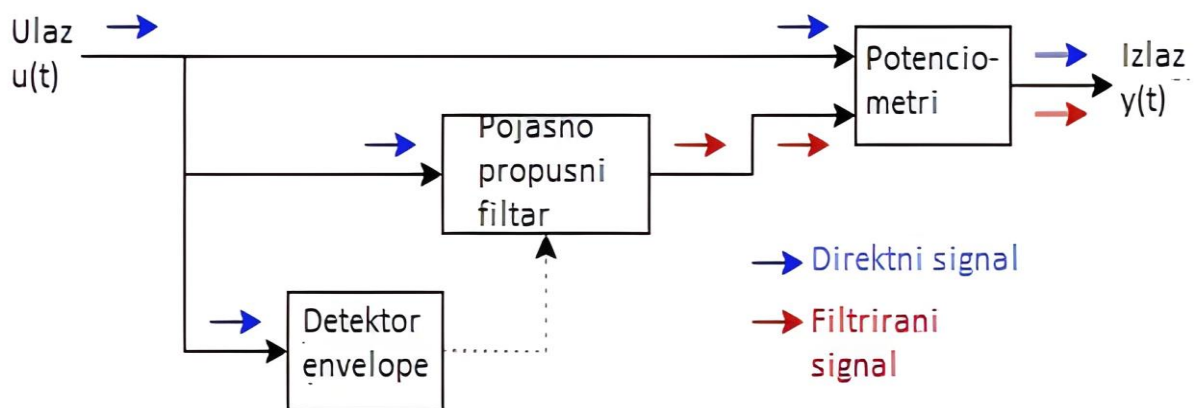 Ulaz
u(t)
Potencio-
metri
Izlaz
y(t)
Pojasno
propusni
filtar
Direktni signal
Detektor
envelope
Filtrirani
signal